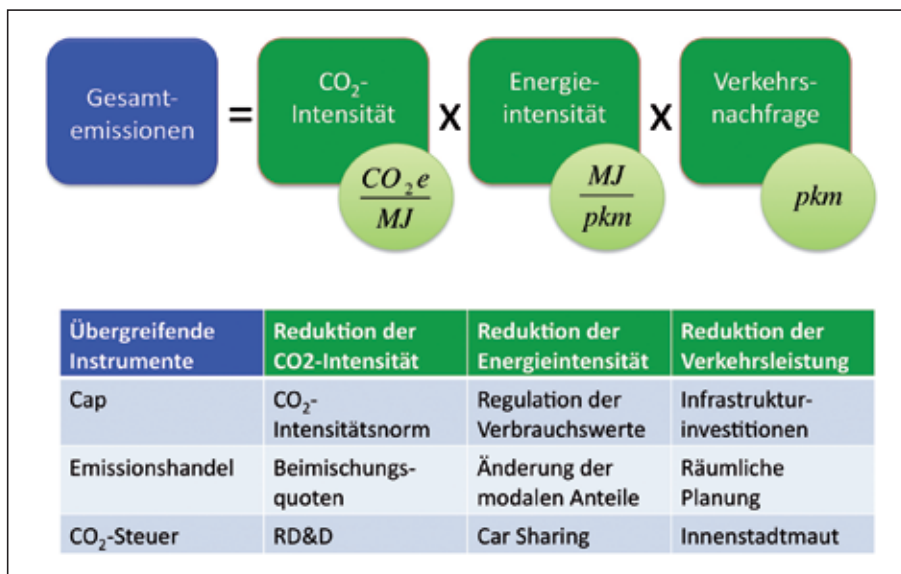 Gesamt-
emissionen
=
CO₂-
Intensität
CO₂e
MJ
X
Energie-
intensität
MJ
pkm
X
Verkehrs-
nachfrage
pkm
Übergreifende
Instrumente
Reduktion der
CO2-Intensität
Reduktion der
Energieintensität
Reduktion der
Verkehrsleistung
Cap
CO₂-
Intensitätsnorm
Regulation der
Verbrauchswerte
Infrastruktur-
investitionen
Emissionshandel
Beimischungs-
quoten
Änderung der
modalen Anteile
Räumliche
Planung
CO₂-Steuer
RD&D
Car Sharing
Innenstadtmaut